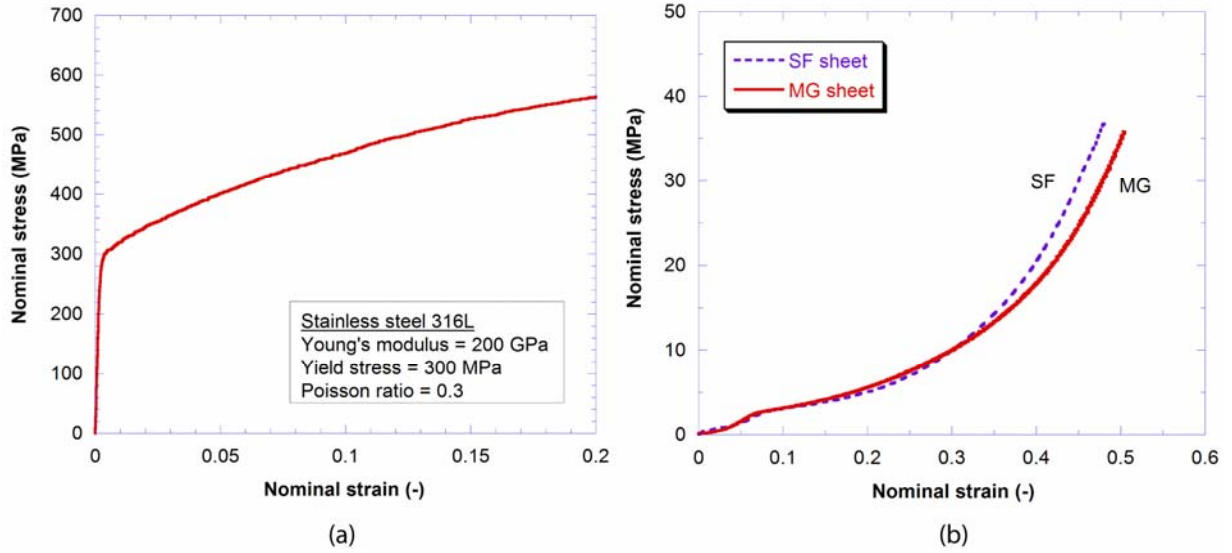 700
600
500
400
300
200
100
0
Nominal stress (MPa)
Stainless steel 316L
Young's modulus = 200 GPa
Yield stress = 300 MPa
Poisson ratio = 0.3
0 0.05 0.1 0.15 0.2
Nominal strain (-)
(a)
50
40
30
20
10
0
Nominal stress (MPa)
SF sheet
MG sheet
SF
MG
0 0.1 0.2 0.3 0.4 0.5 0.6
Nominal strain (-)
(b)